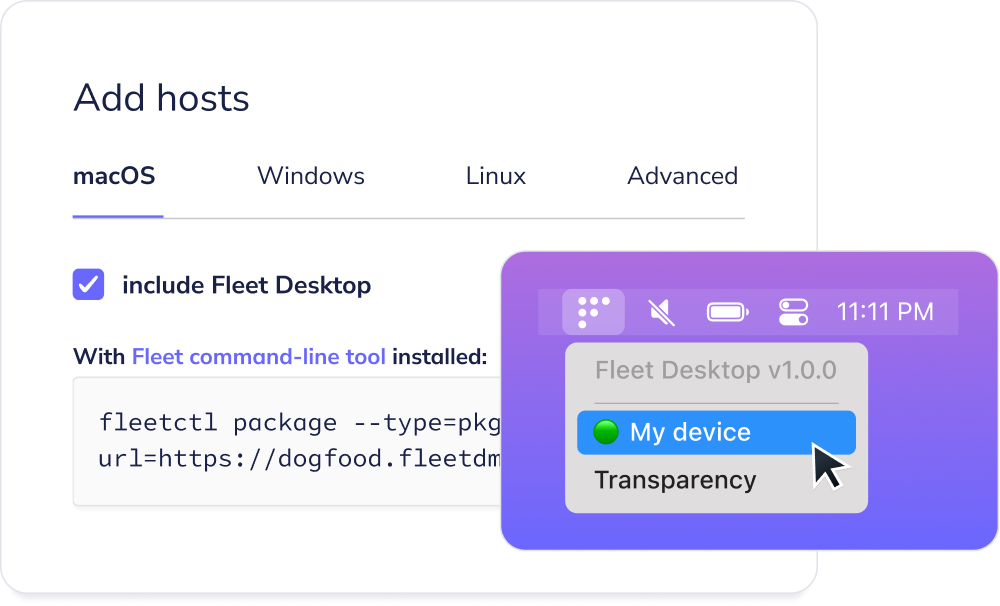 Add hosts
macOS Windows Linux Advanced
include Fleet Desktop
With Fleet command-line tool installed:
fleetctl package --type=pkg
url=https://dogfood.fleetdm
11:11 PM
Fleet Desktop v1.0.0
My device
Transparency